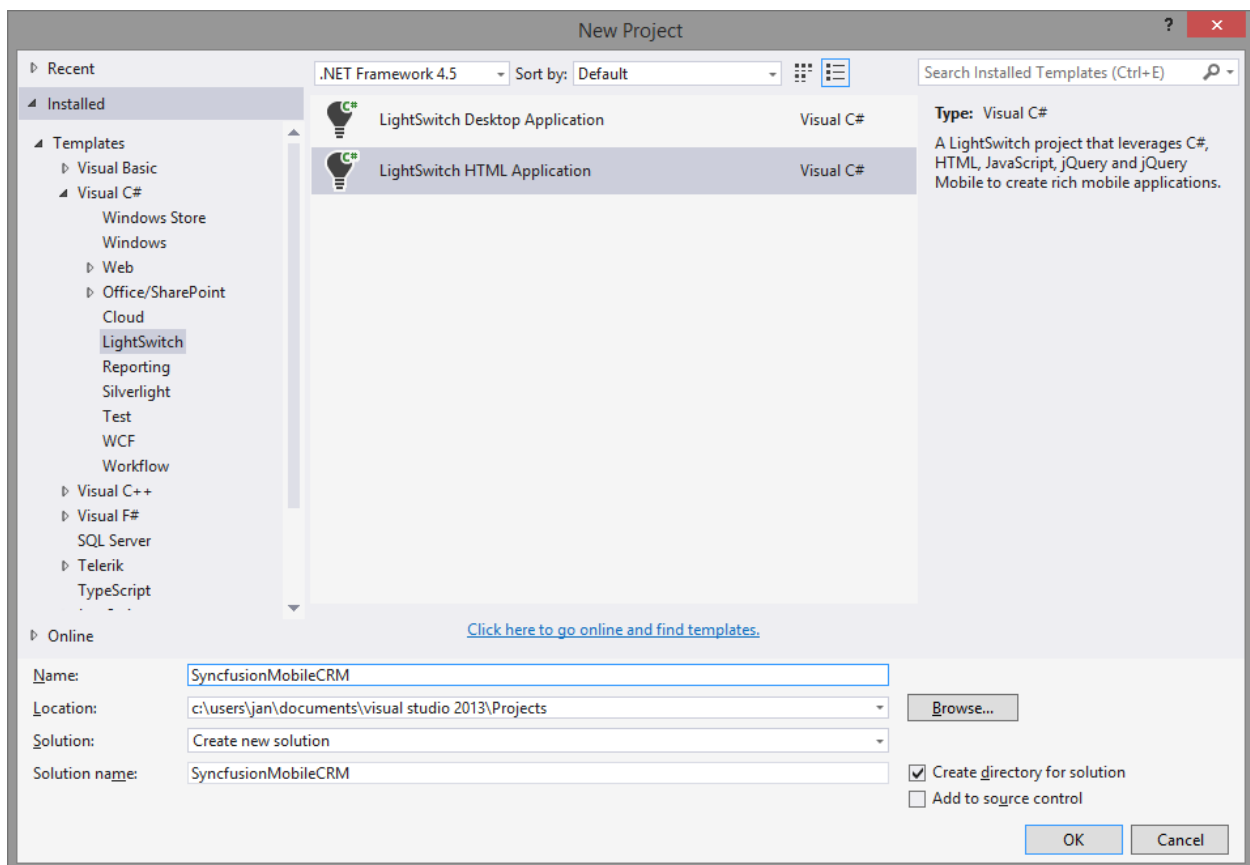 New Project
?
Recent
.NET Framework 4.5
Sort by: Default
Search Installed Templates (Ctrl+E)
Installed
Templates
Visual Basic
Visual C#
Windows Store
Windows
Web
Office/SharePoint
Cloud
LightSwitch
Reporting
Silverlight
Test
WCF
Workflow
Visual C++
Visual F#
SQL Server
Telerik
TypeScript
Online
C# LightSwitch Desktop Application Visual C#
C# LightSwitch HTML Application Visual C#
Type: Visual C#
A LightSwitch project that leverages C#,
HTML, JavaScript, jQuery and jQuery
Mobile to create rich mobile applications.
Click here to go online and find templates.
Name: SyncfusionMobileCRM
Location: c:\users\jan\documents\visual studio 2013\Projects
Browse...
Solution: Create new solution
Solution name: SyncfusionMobileCRM
Create directory for solution
Add to source control
OK
Cancel